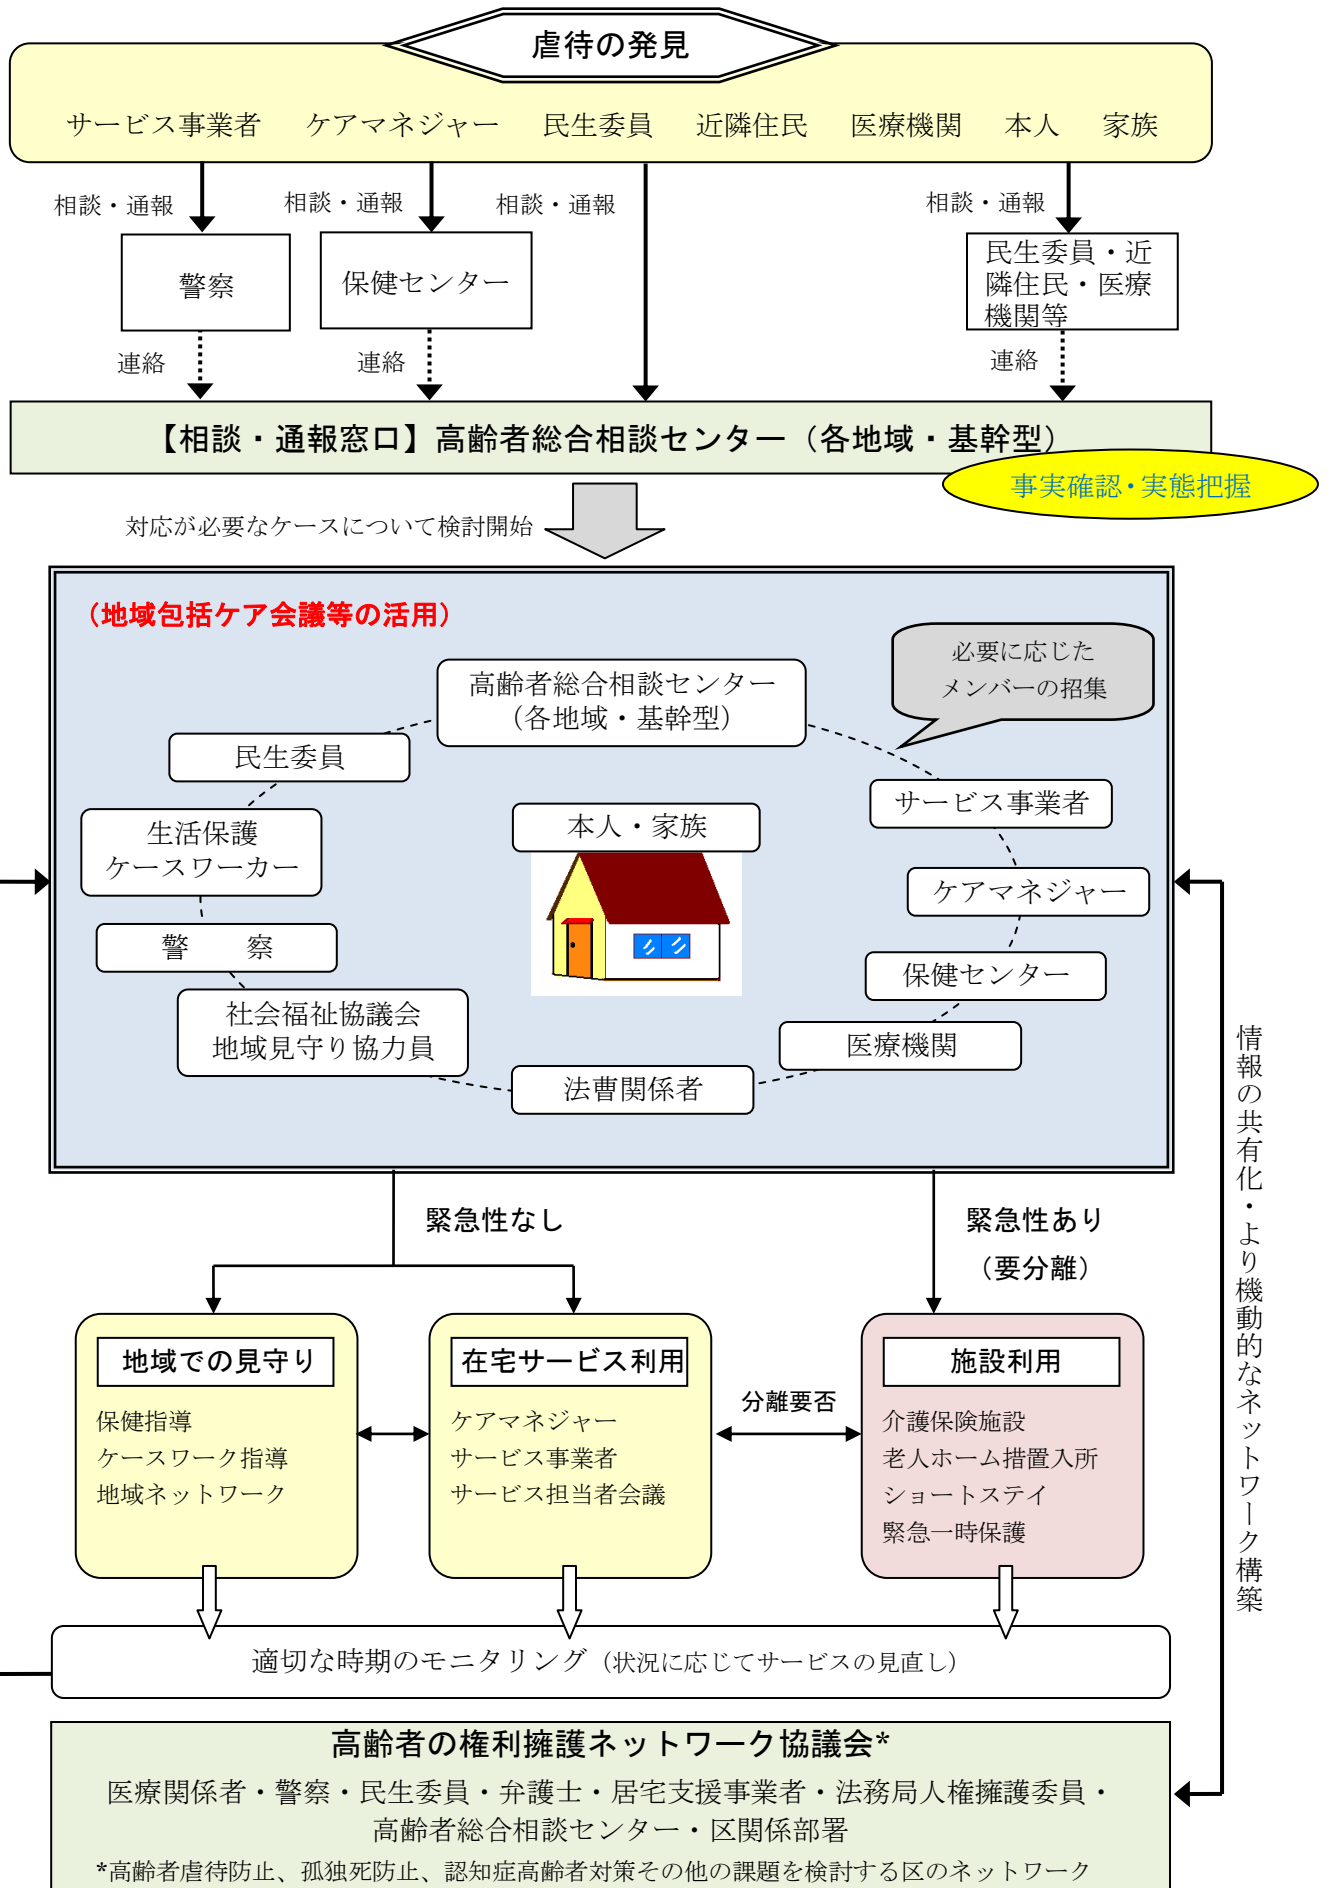 虐待の発見
サービス事業者　ケアマネジャー　民生委員　近隣住民　医療機関　本人　家族
相談・通報
相談・通報
相談・通報
相談・通報
警察
保健センター
民生委員・近
隣住民・医療
機関等
連絡
連絡
連絡
【相談・通報窓口】高齢者総合相談センター（各地域・基幹型）
事実確認・実態把握
対応が必要なケースについて検討開始
（地域包括ケア会議等の活用）
必要に応じた
メンバーの招集
高齢者総合相談センター
（各地域・基幹型）
民生委員
サービス事業者
生活保護
ケースワーカー
本人・家族
ケアマネジャー
警　　察
保健センター
社会福祉協議会
地域見守り協力員
医療機関
法曹関係者
情報の共有化・より機動的なネットワーク構築
緊急性なし
緊急性あり
（要分離）
地域での見守り
保健指導
ケースワーク指導
地域ネットワーク
在宅サービス利用
ケアマネジャー
サービス事業者
サービス担当者会議
分離要否
施設利用
介護保険施設
老人ホーム措置入所
ショートステイ
緊急一時保護
適切な時期のモニタリング（状況に応じてサービスの見直し）
高齢者の権利擁護ネットワーク協議会*
医療関係者・警察・民生委員・弁護士・居宅支援事業者・法務局人権擁護委員・
高齢者総合相談センター・区関係部署
*高齢者虐待防止、孤独死防止、認知症高齢者対策その他の課題を検討する区のネットワーク